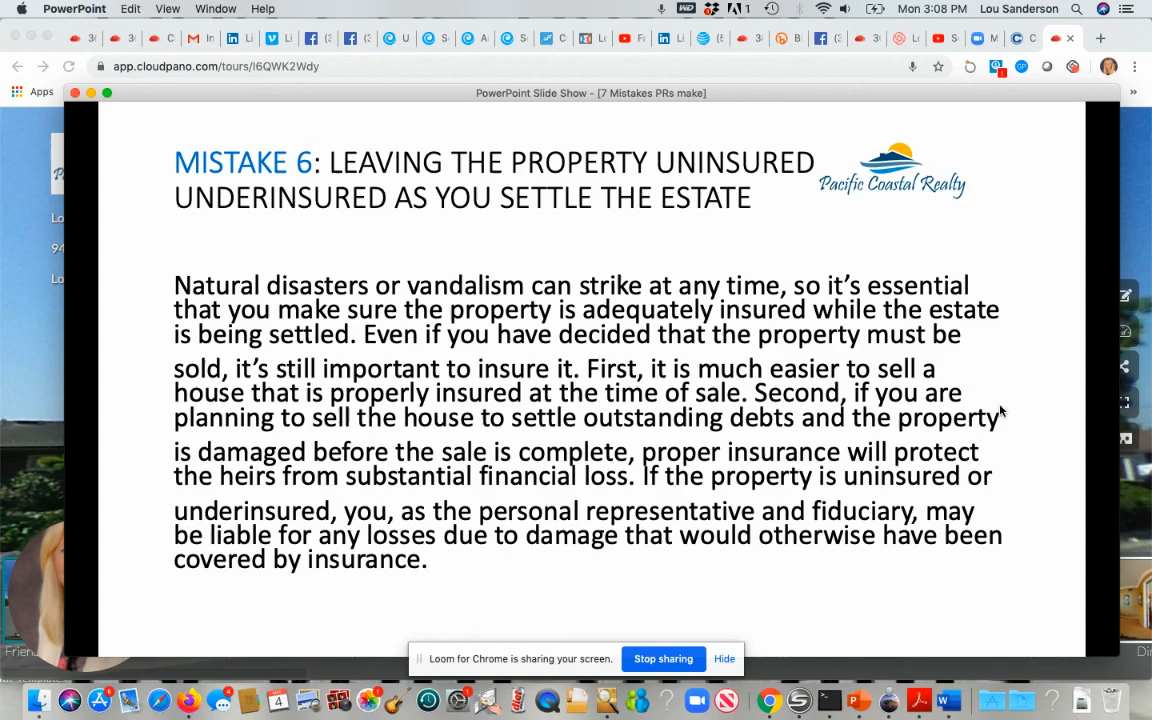 PowerPoint Edit View Window Help
Mon 3:08 PM Lou Sanderson
app.cloudpano.com/tours/l6QWK2Wdy
Apps
PowerPoint Slide Show - [7 Mistakes PRs make]
MISTAKE 6: LEAVING THE PROPERTY UNINSURED
UNDERINSURED AS YOU SETTLE THE ESTATE
Pacific Coastal Realty
Natural disasters or vandalism can strike at any time, so it’s essential
that you make sure the property is adequately insured while the estate
is being settled. Even if you have decided that the property must be
sold, it’s still important to insure it. First, it is much easier to sell a
house that is properly insured at the time of sale. Second, if you are
planning to sell the house to settle outstanding debts and the property
is damaged before the sale is complete, proper insurance will protect
the heirs from substantial financial loss. If the property is uninsured or
underinsured, you, as the personal representative and fiduciary, may
be liable for any losses due to damage that would otherwise have been
covered by insurance.
Loom for Chrome is sharing your screen. Stop sharing Hide